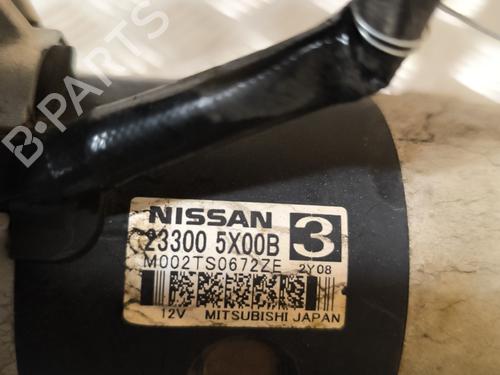 B-PARTS
NISSAN 3
23300 5X00B
M002TS0672ZE 2Y08
12V MITSUBISHI JAPAN